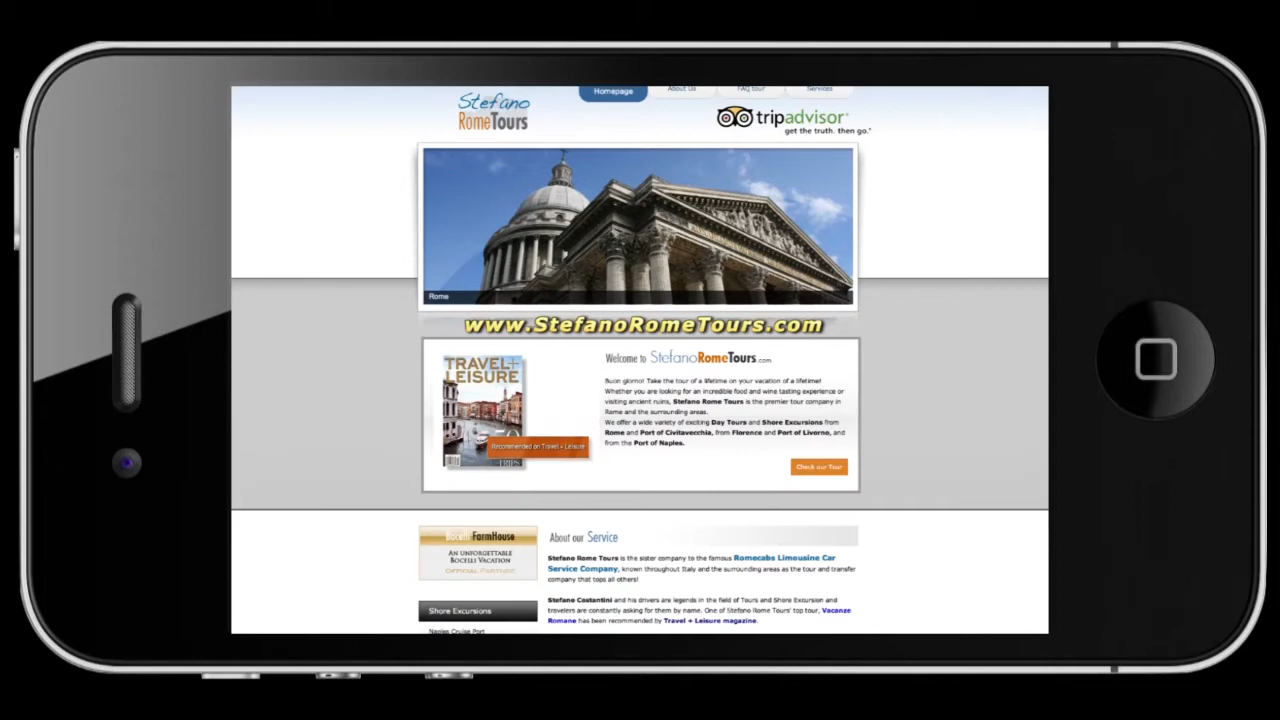 Stefano
RomeTours
Homepage
About Us
FAQ tour
Services
tripadvisor®
get the truth. then go.®
Rome
www.StefanoRomeTours.com
TRAVEL+
LEISURE
Recommended on Travel + Leisure
TRIPS
Welcome to StefanoRomeTours.com
Buon giorno! Take the tour of a lifetime on your vacation of a lifetime!
Whether you are looking for an incredible food and wine tasting experience or
visiting ancient ruins, Stefano Rome Tours is the premier tour company in
Rome and the surrounding areas.
We offer a wide variety of exciting Day Tours and Shore Excursions from
Rome and Port of Civitavecchia, from Florence and Port of Livorno, and
from the Port of Naples.
Check our Tour
Bocelli FarmHouse
AN UNFORGETTABLE
BOCELLI VACATION
OFFICIAL PARTNER
Shore Excursions
Naples Cruise Port
About our Service
Stefano Rome Tours is the sister company to the famous Romecabs Limousine Car
Service Company, known throughout Italy and the surrounding areas as the tour and transfer
company that tops all others!
Stefano Costantini and his drivers are legends in the field of Tours and Shore Excursion and
travelers are constantly asking for them by name. One of Stefano Rome Tours' top tour, Vacanze
Romane has been recommended by Travel + Leisure magazine.